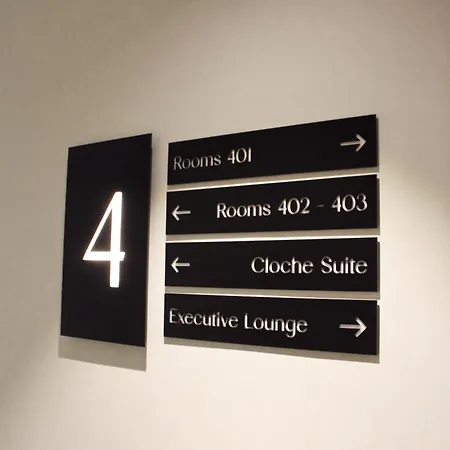 4
Rooms 401 →
← Rooms 402 - 403
← Cloche Suite
Executive Lounge →